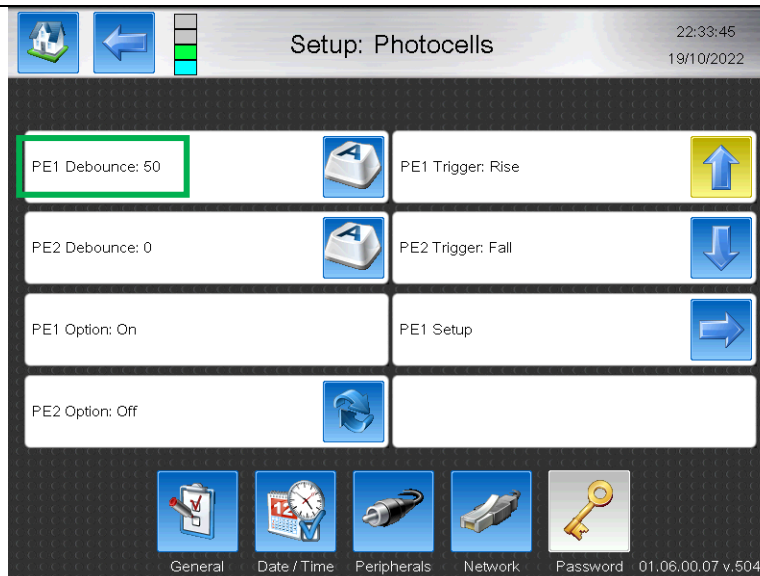 Setup: Photocells
22:33:45
19/10/2022
PE1 Debounce: 50
A
PE1 Trigger: Rise
PE2 Debounce: 0
A
PE2 Trigger: Fall
PE1 Option: On
PE1 Setup
PE2 Option: Off
12
General
Date / Time
Peripherals
Network
Password
01.06.00.07 v.504